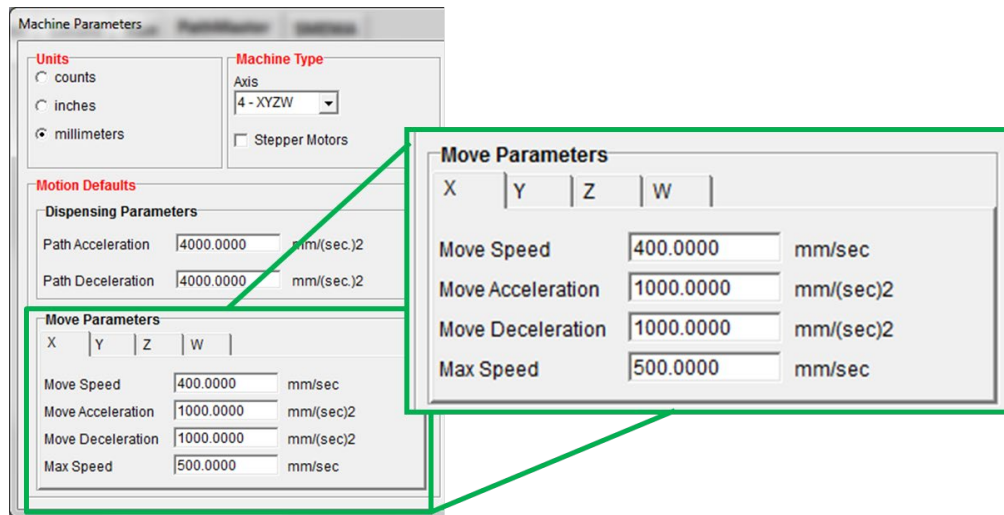 Machine Parameters
Units
counts
inches
millimeters
Machine Type
Axis
4 - XYZW
Stepper Motors
Motion Defaults
Dispensing Parameters
Path Acceleration 4000.0000 mm/(sec.)2
Path Deceleration 4000.0000 mm/(sec.)2
Move Parameters
X Y Z W
Move Speed 400.0000 mm/sec
Move Acceleration 1000.0000 mm/(sec)2
Move Deceleration 1000.0000 mm/(sec)2
Max Speed 500.0000 mm/sec
Move Parameters
X Y Z W
Move Speed 400.0000 mm/sec
Move Acceleration 1000.0000 mm/(sec)2
Move Deceleration 1000.0000 mm/(sec)2
Max Speed 500.0000 mm/sec